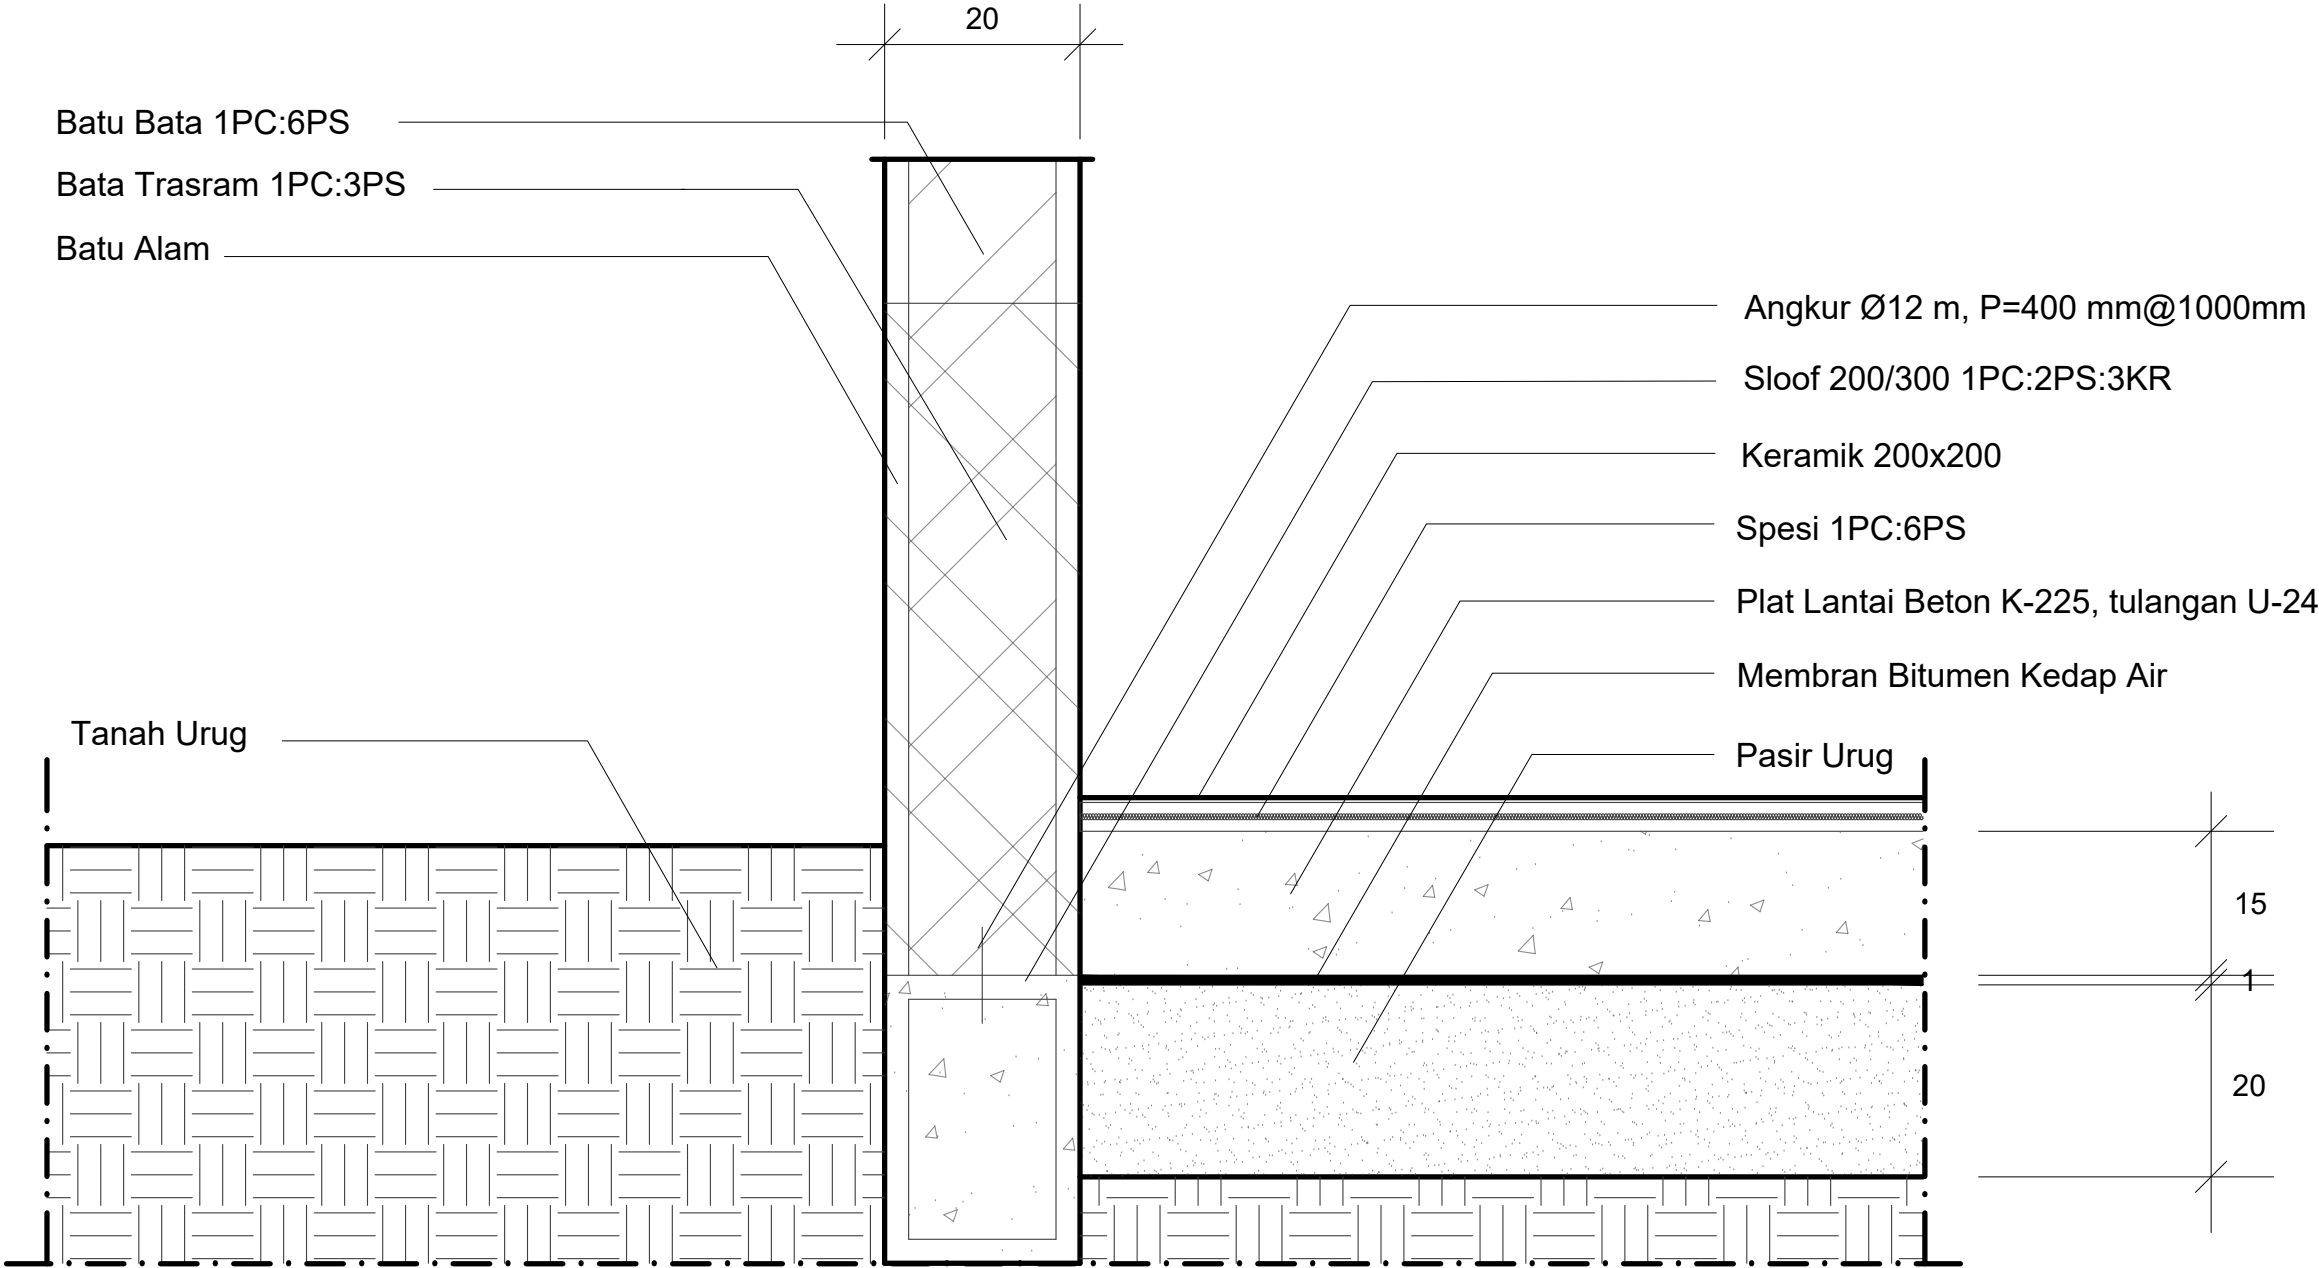 20
Batu Bata 1PC:6PS
Bata Trasram 1PC:3PS
Batu Alam
Angkur Ø12 m, P=400 mm@1000mm
Sloof 200/300 1PC:2PS:3KR
Keramik 200x200
Spesi 1PC:6PS
Plat Lantai Beton K-225, tulangan U-24
Membran Bitumen Kedap Air
Tanah Urug
Pasir Urug
15
1
20